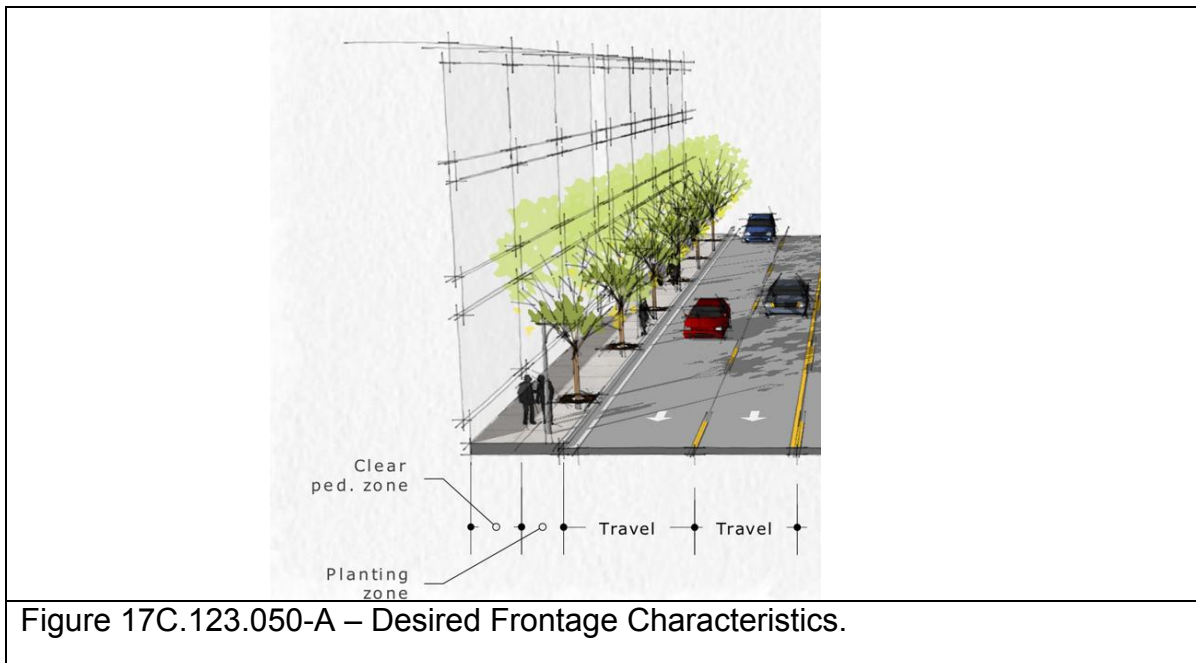 Clear
ped. zone
Travel
Travel
Planting
zone
Figure 17C.123.050-A – Desired Frontage Characteristics.